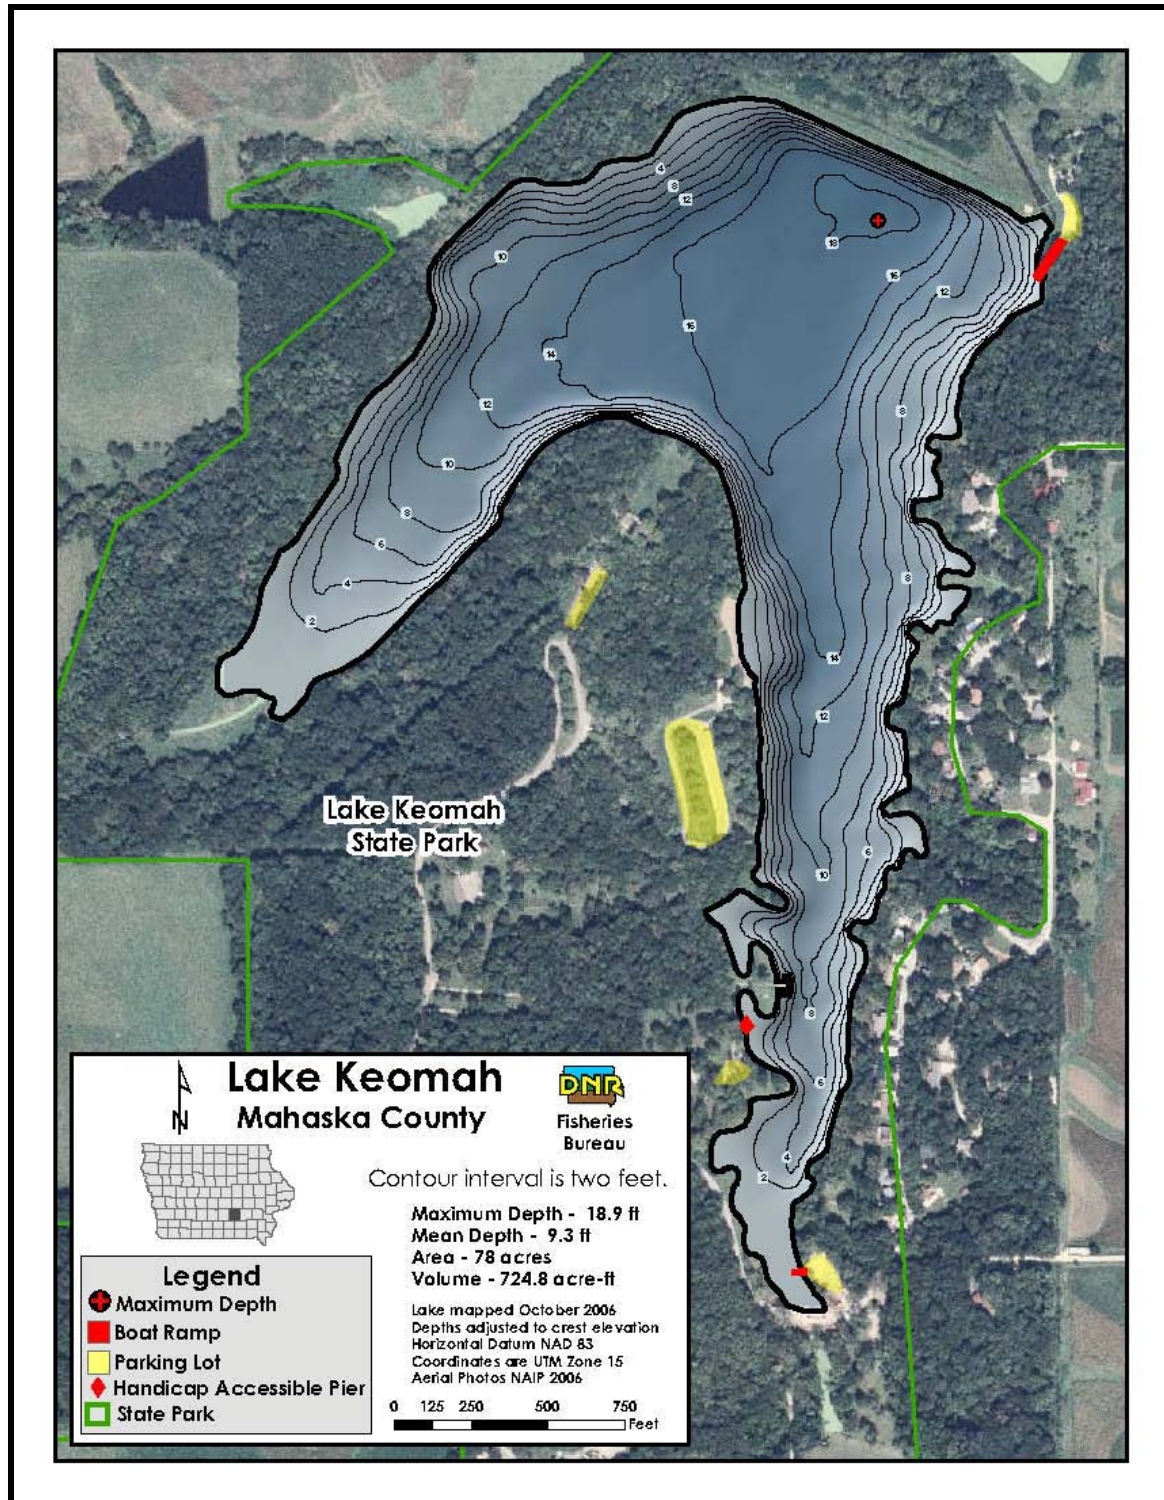 4
8
12
10
18
16
12
16
14
12
8
10
8
6
4
2
8
14
12
6
10
8
6
4
2
Lake Keomah
State Park
Lake Keomah
Mahaska County
N
DNR
Fisheries
Bureau
Contour interval is two feet.
Maximum Depth - 18.9 ft
Mean Depth - 9.3 ft
Area - 78 acres
Volume - 724.8 acre-ft
Lake mapped October 2006
Depths adjusted to crest elevation
Horizontal Datum NAD 83
Coordinates are UTM Zone 15
Aerial Photos NAIP 2006
0 125 250 500 750
Feet
Legend
Maximum Depth
Boat Ramp
Parking Lot
Handicap Accessible Pier
State Park